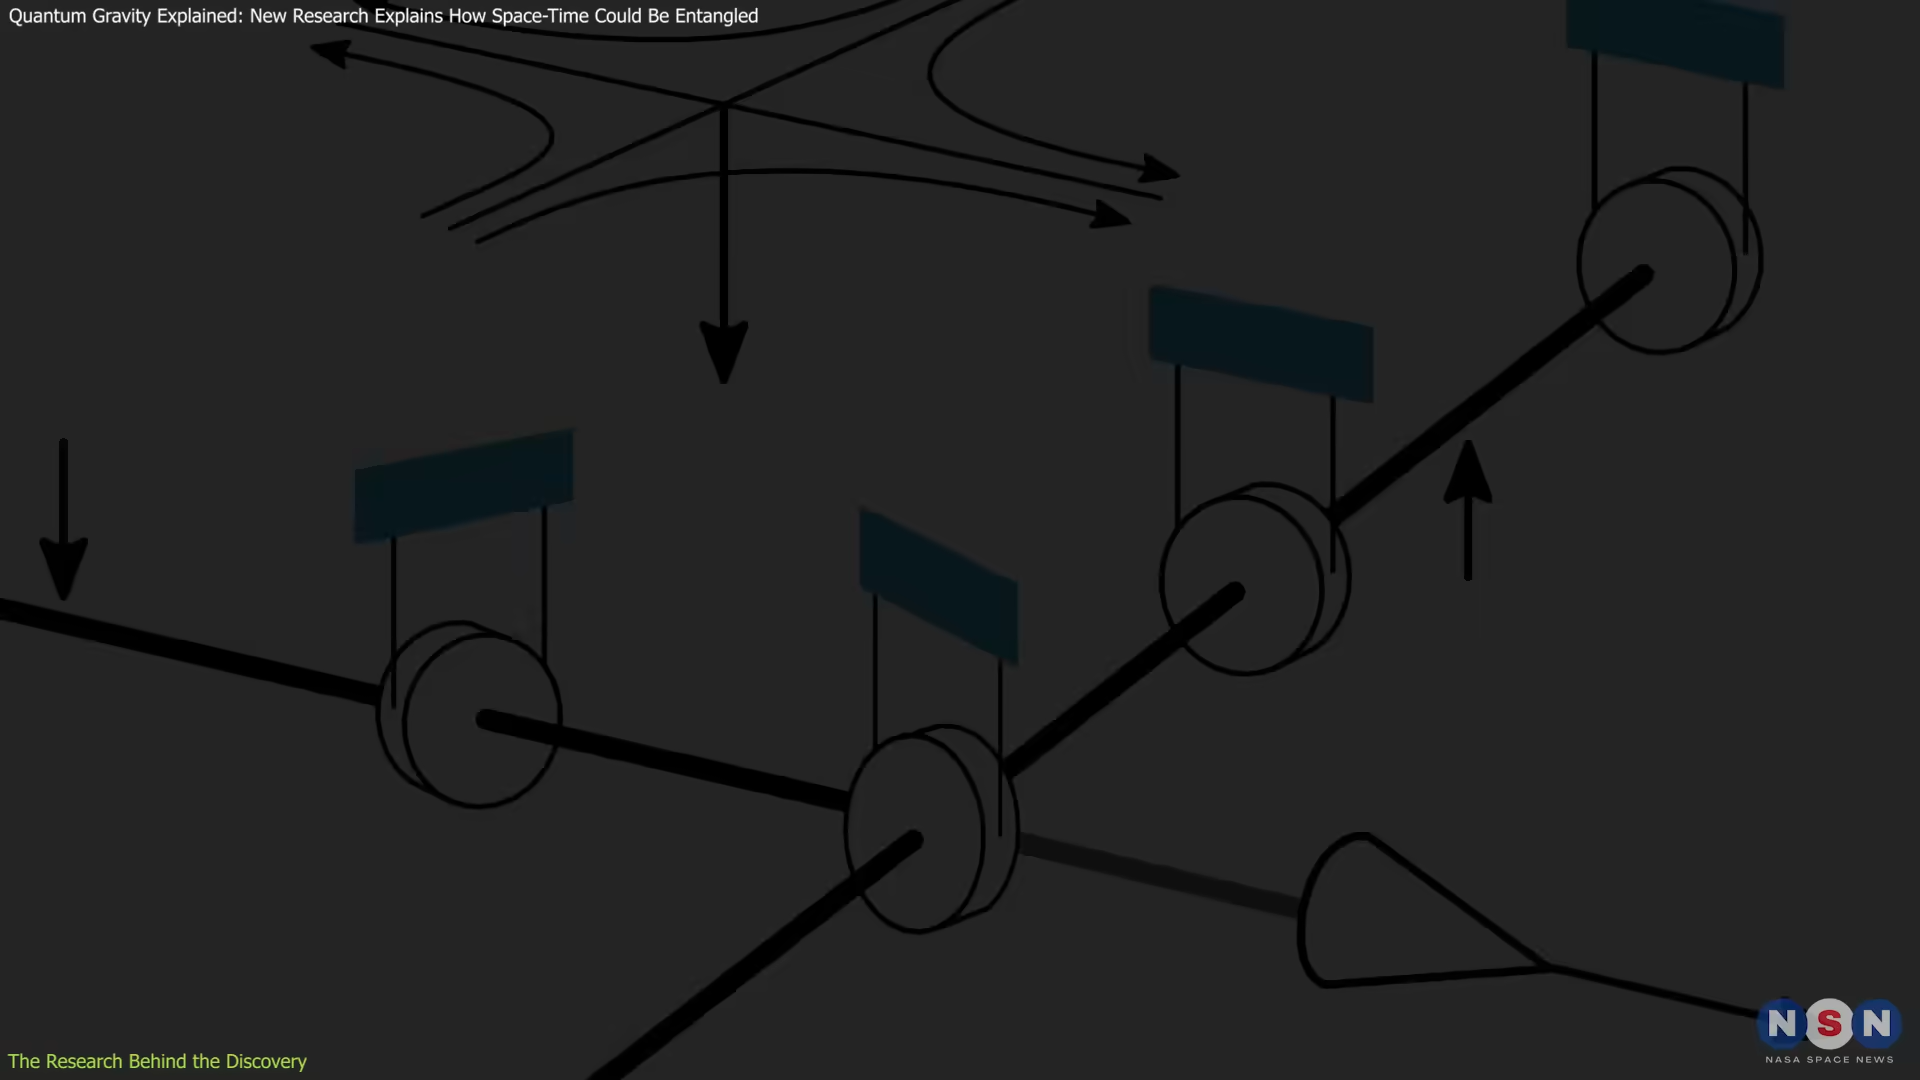 Quantum Gravity Explained: New Research Explains How Space-Time Could Be Entangled
The Research Behind the Discovery
NSN
NASA SPACE NEWS